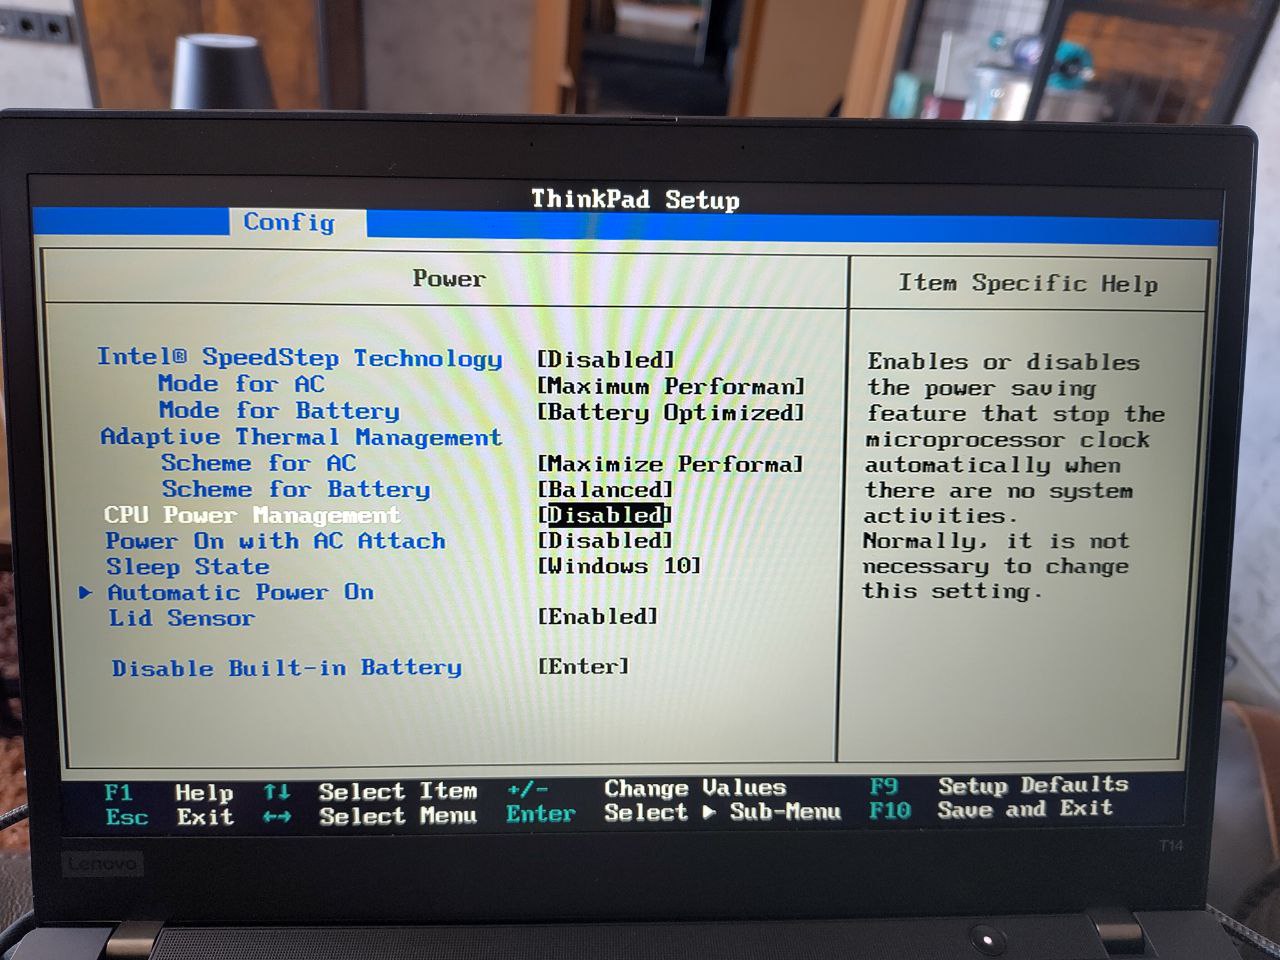 ThinkPad Setup
Config
Power
Item Specific Help
Intel® SpeedStep Technology [Disabled]
Mode for AC [Maximum Performan]
Mode for Battery [Battery Optimized]
Adaptive Thermal Management
Scheme for AC [Maximize Performa]
Scheme for Battery [Balanced]
CPU Power Management [Disabled]
Power On with AC Attach [Disabled]
Sleep State [Windows 10]
▶ Automatic Power On
Lid Sensor [Enabled]
Disable Built-in Battery [Enter]
Enables or disables
the power saving
feature that stop the
microprocessor clock
automatically when
there are no system
activities.
Normally, it is not
necessary to change
this setting.
F1 Help ↑↓ Select Item +/- Change Values F9 Setup Defaults
Esc Exit ←→ Select Menu Enter Select ▶ Sub-Menu F10 Save and Exit
Lenovo
T14